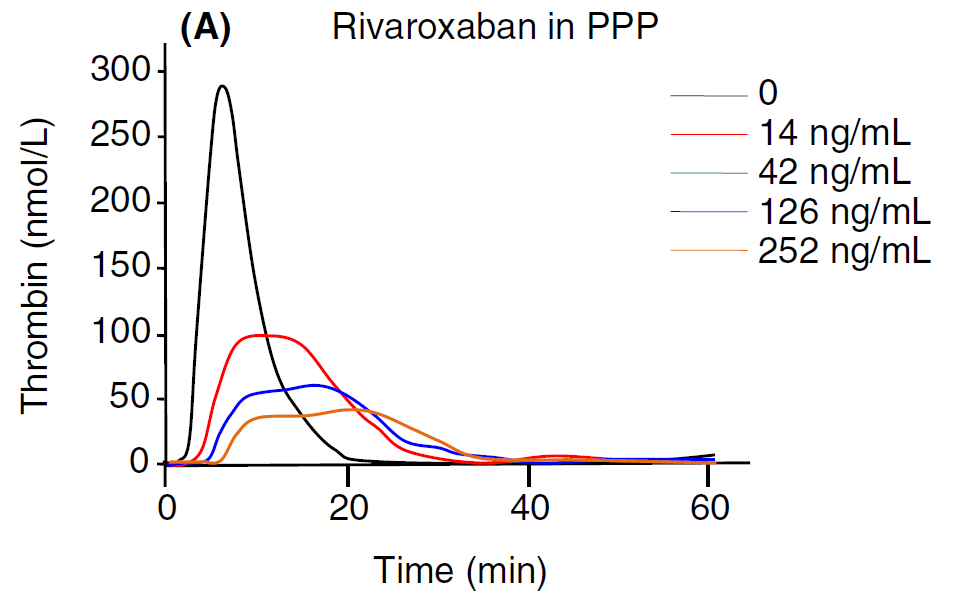 (A) Rivaroxaban in PPP
Thrombin (nmol/L)
300
250
200
150
100
50
0
0 20 40 60
Time (min)
0
14 ng/mL
42 ng/mL
126 ng/mL
252 ng/mL